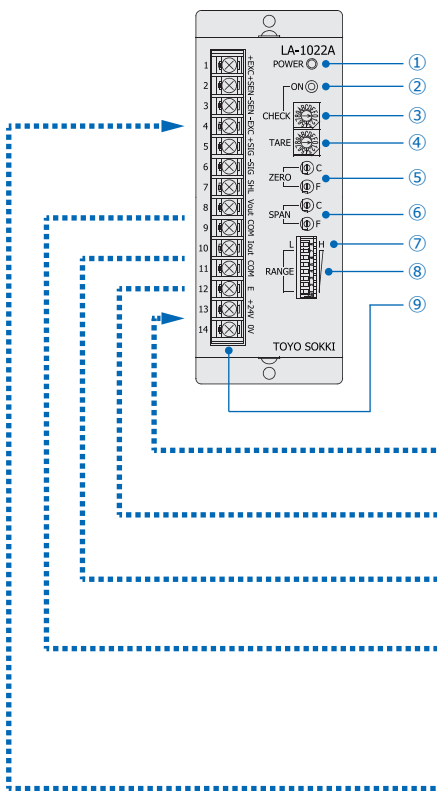 LA-1022A
POWER
①
ON
②
CHECK
③
TARE
④
ZERO
C
F
⑤
SPAN
C
F
⑥
L
H
⑦
RANGE
⑧
⑨
1 +EXC
2 +SEN
3 -SEN
4 -EXC
5 +SIG
6 -SIG
7 SHL
8 Vout
9 COM
10 Iout
11 COM
12 E
13 +24V
14 0V
TOYO SOKKI